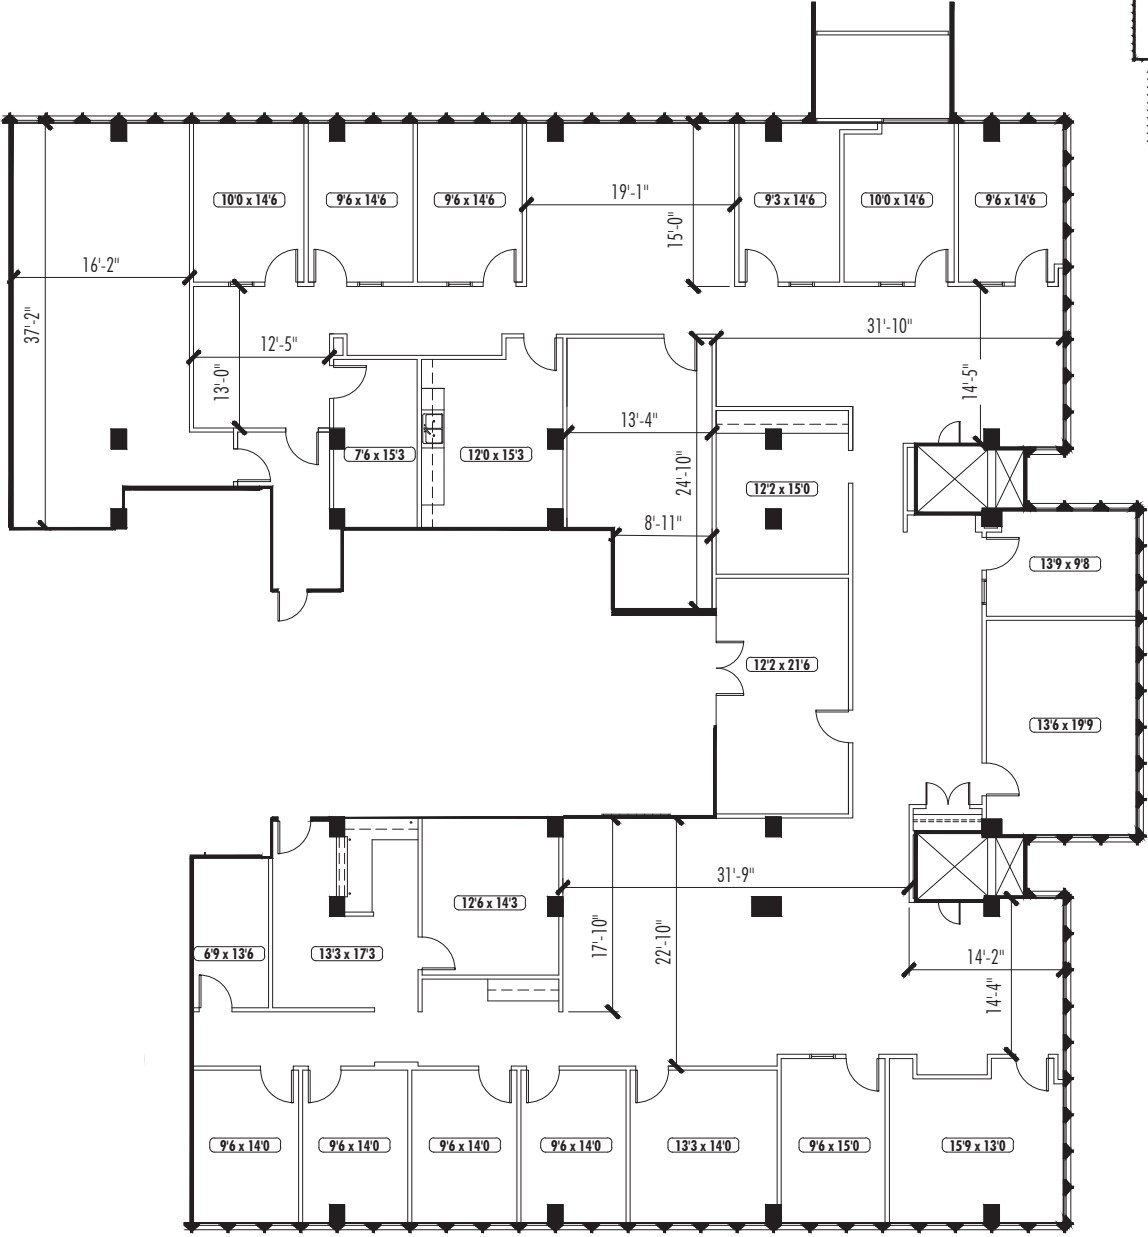 10'0 x 14'6
9'6 x 14'6
9'6 x 14'6
19'-1"
9'3 x 14'6
10'0 x 14'6
9'6 x 14'6
15'-0"
16'-2"
37'-2"
12'-5"
13'-0"
31'-10"
14'-5"
13'-4"
7'6 x 15'3
12'0 x 15'3
24'-10"
12'2 x 15'0
8'-11"
13'9 x 9'8
12'2 x 21'6
13'6 x 19'9
31'-9"
12'6 x 14'3
17'-10"
22'-10"
6'9 x 13'6
13'3 x 17'3
14'-2"
14'-4"
9'6 x 14'0
9'6 x 14'0
9'6 x 14'0
9'6 x 14'0
13'3 x 14'0
9'6 x 15'0
15'9 x 13'0